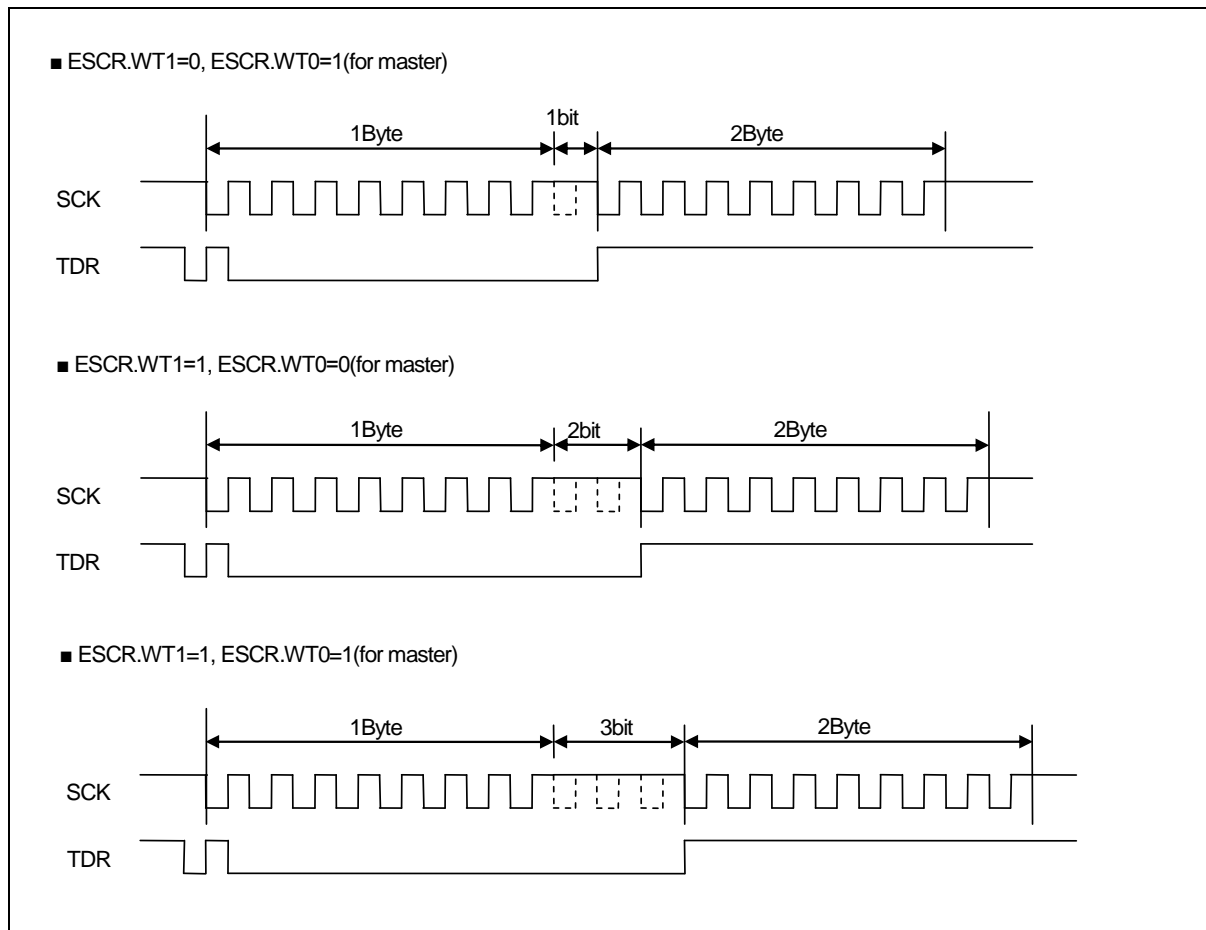 ■ ESCR.WT1=0, ESCR.WT0=1(for master)
1Byte 1bit 2Byte
SCK
TDR
■ ESCR.WT1=1, ESCR.WT0=0(for master)
1Byte 2bit 2Byte
SCK
TDR
■ ESCR.WT1=1, ESCR.WT0=1(for master)
1Byte 3bit 2Byte
SCK
TDR